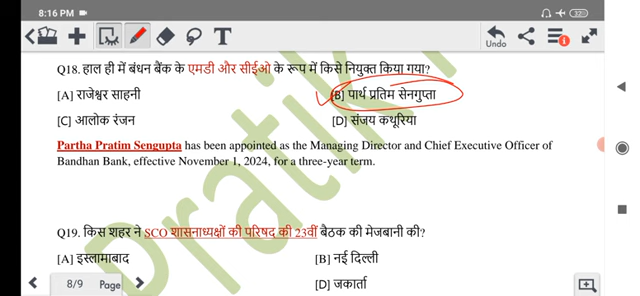 8:16 PM
32
Undo
Q18. हाल ही में बंधन बैंक के एमडी और सीईओ के रूप में किसे नियुक्त किया गया?
[A] राजेश्वर साहनी
[B] पार्थ प्रतिम सेनगुप्ता
[C] आलोक रंजन
[D] संजय कथूरिया
Partha Pratim Sengupta has been appointed as the Managing Director and Chief Executive Officer of
Bandhan Bank, effective November 1, 2024, for a three-year term.
Pratik
Q19. किस शहर ने SCO शासनाध्यक्षों की परिषद की 23वीं बैठक की मेजबानी की?
[A] इस्लामाबाद
[B] नई दिल्ली
[D] जकार्ता
8/9 Page